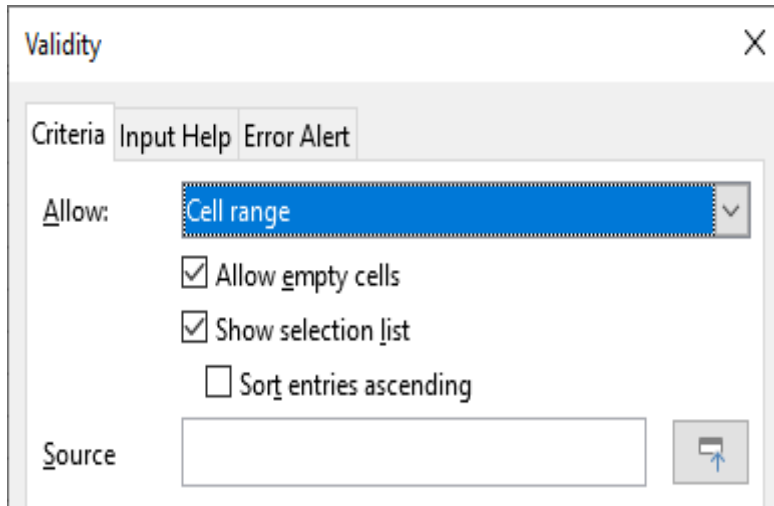 Validity
Criteria Input Help Error Alert
Allow: Cell range
Allow empty cells
Show selection list
Sort entries ascending
Source